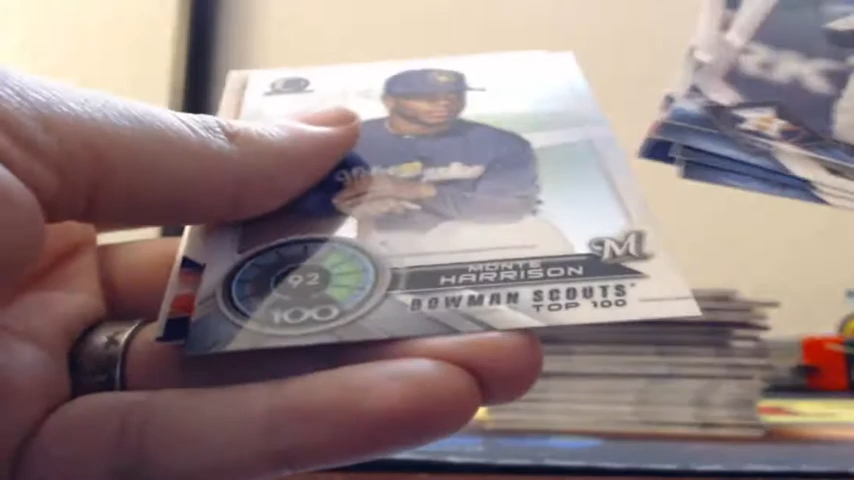 92
100
MONTE
HARRISON
M
BOWMAN SCOUTS'
TOP 100